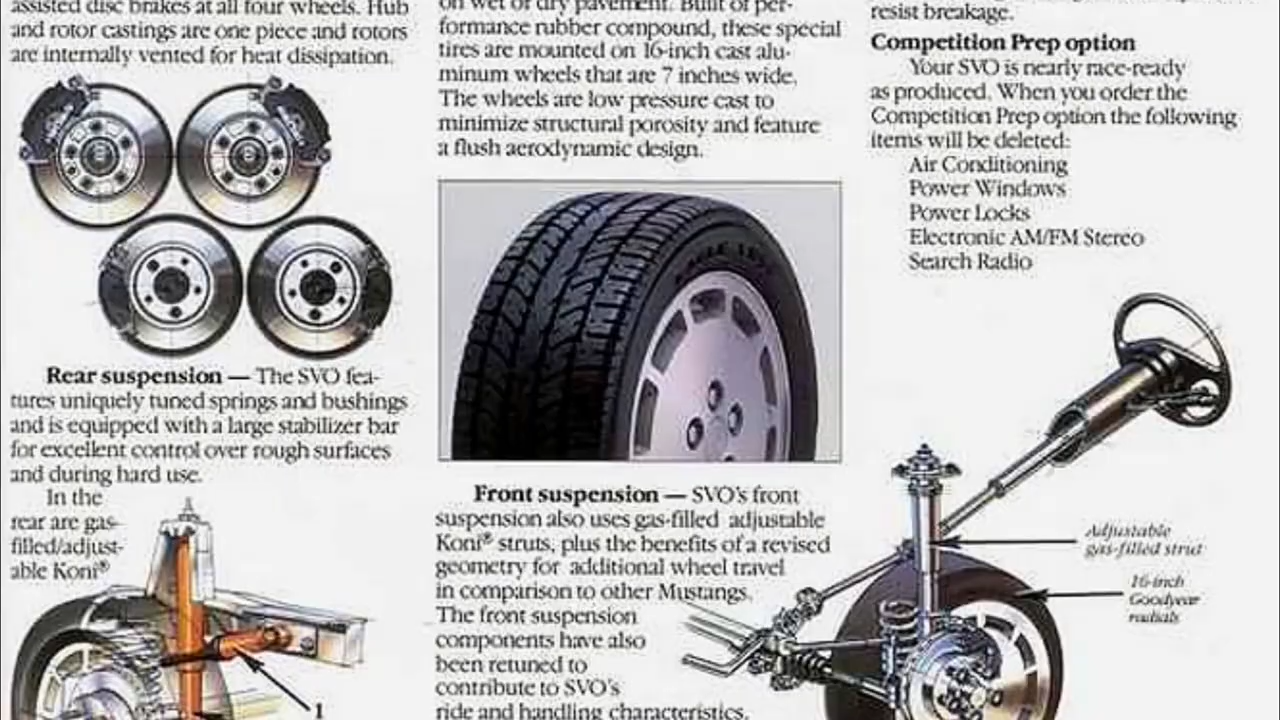 assisted disc brakes at all four wheels. Hub
and rotor castings are one piece and rotors
are internally vented for heat dissipation.
Rear suspension — The SVO fea-
tures uniquely tuned springs and bushings
and is equipped with a large stabilizer bar
for excellent control over rough surfaces
and during hard use.
In the
rear are gas-
filled/adjust-
able Koni®
1
on wet or dry pavement. Built of per-
formance rubber compound, these special
tires are mounted on 16-inch cast alu-
minum wheels that are 7 inches wide.
The wheels are low pressure cast to
minimize structural porosity and feature
a flush aerodynamic design.
Front suspension — SVO's front
suspension also uses gas-filled adjustable
Koni® struts, plus the benefits of a revised
geometry for additional wheel travel
in comparison to other Mustangs.
The front suspension
components have also
been retuned to
contribute to SVO's
ride and handling characteristics.
resist breakage.
Competition Prep option
Your SVO is nearly race-ready
as produced. When you order the
Competition Prep option the following
items will be deleted:
Air Conditioning
Power Windows
Power Locks
Electronic AM/FM Stereo
Search Radio
Adjustable
gas-filled strut
16-inch
Goodyear
radials